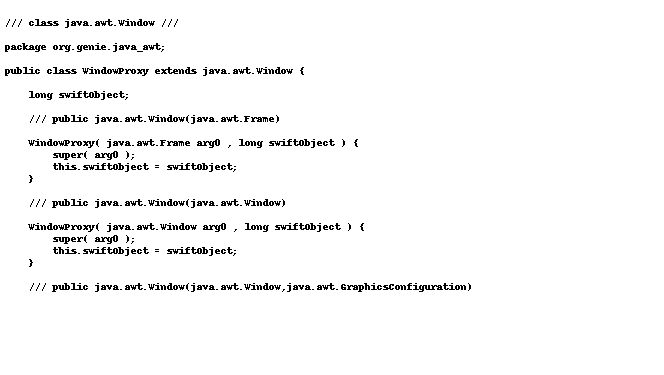 /// class java.awt.Window ///
package org.genie.java_awt;
public class WindowProxy extends java.awt.Window {
long swiftObject;
/// public java.awt.Window(java.awt.Frame)
WindowProxy( java.awt.Frame arg0 , long swiftObject ) {
super( arg0 );
this.swiftObject = swiftObject;
}
/// public java.awt.Window(java.awt.Window)
WindowProxy( java.awt.Window arg0 , long swiftObject ) {
super( arg0 );
this.swiftObject = swiftObject;
}
/// public java.awt.Window(java.awt.Window,java.awt.GraphicsConfiguration)